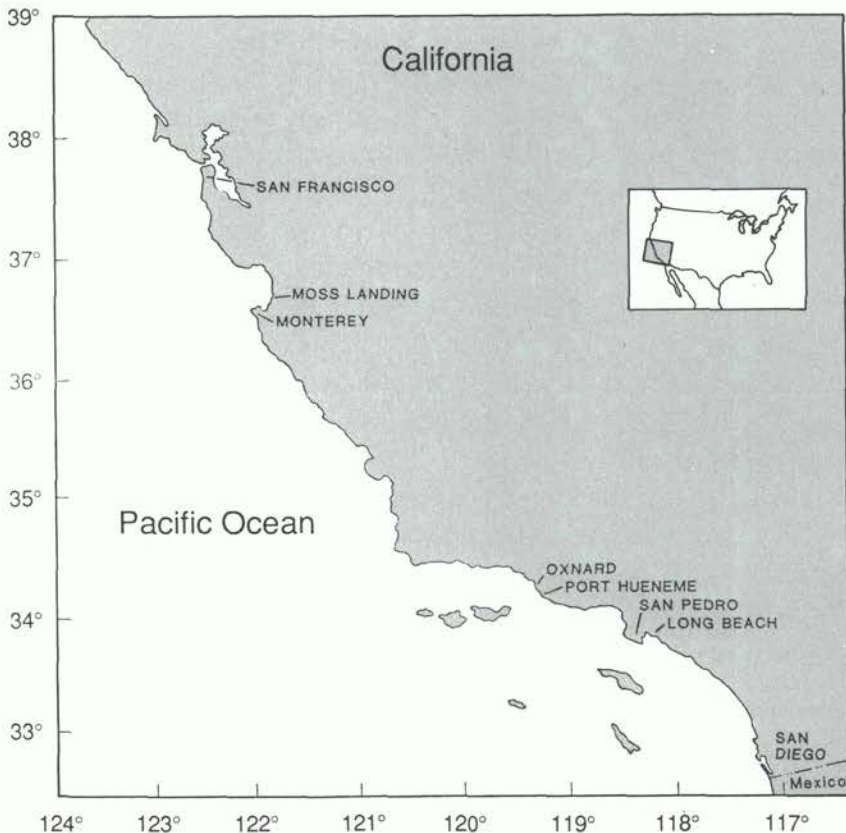 39°
California
38°
SAN FRANCISCO
37°
MOSS LANDING
MONTEREY
36°
35°
Pacific Ocean
OXNARD
PORT HUENEME
SAN PEDRO
34°
LONG BEACH
33°
SAN
DIEGO
Mexico
124° 123° 122° 121° 120° 119° 118° 117°